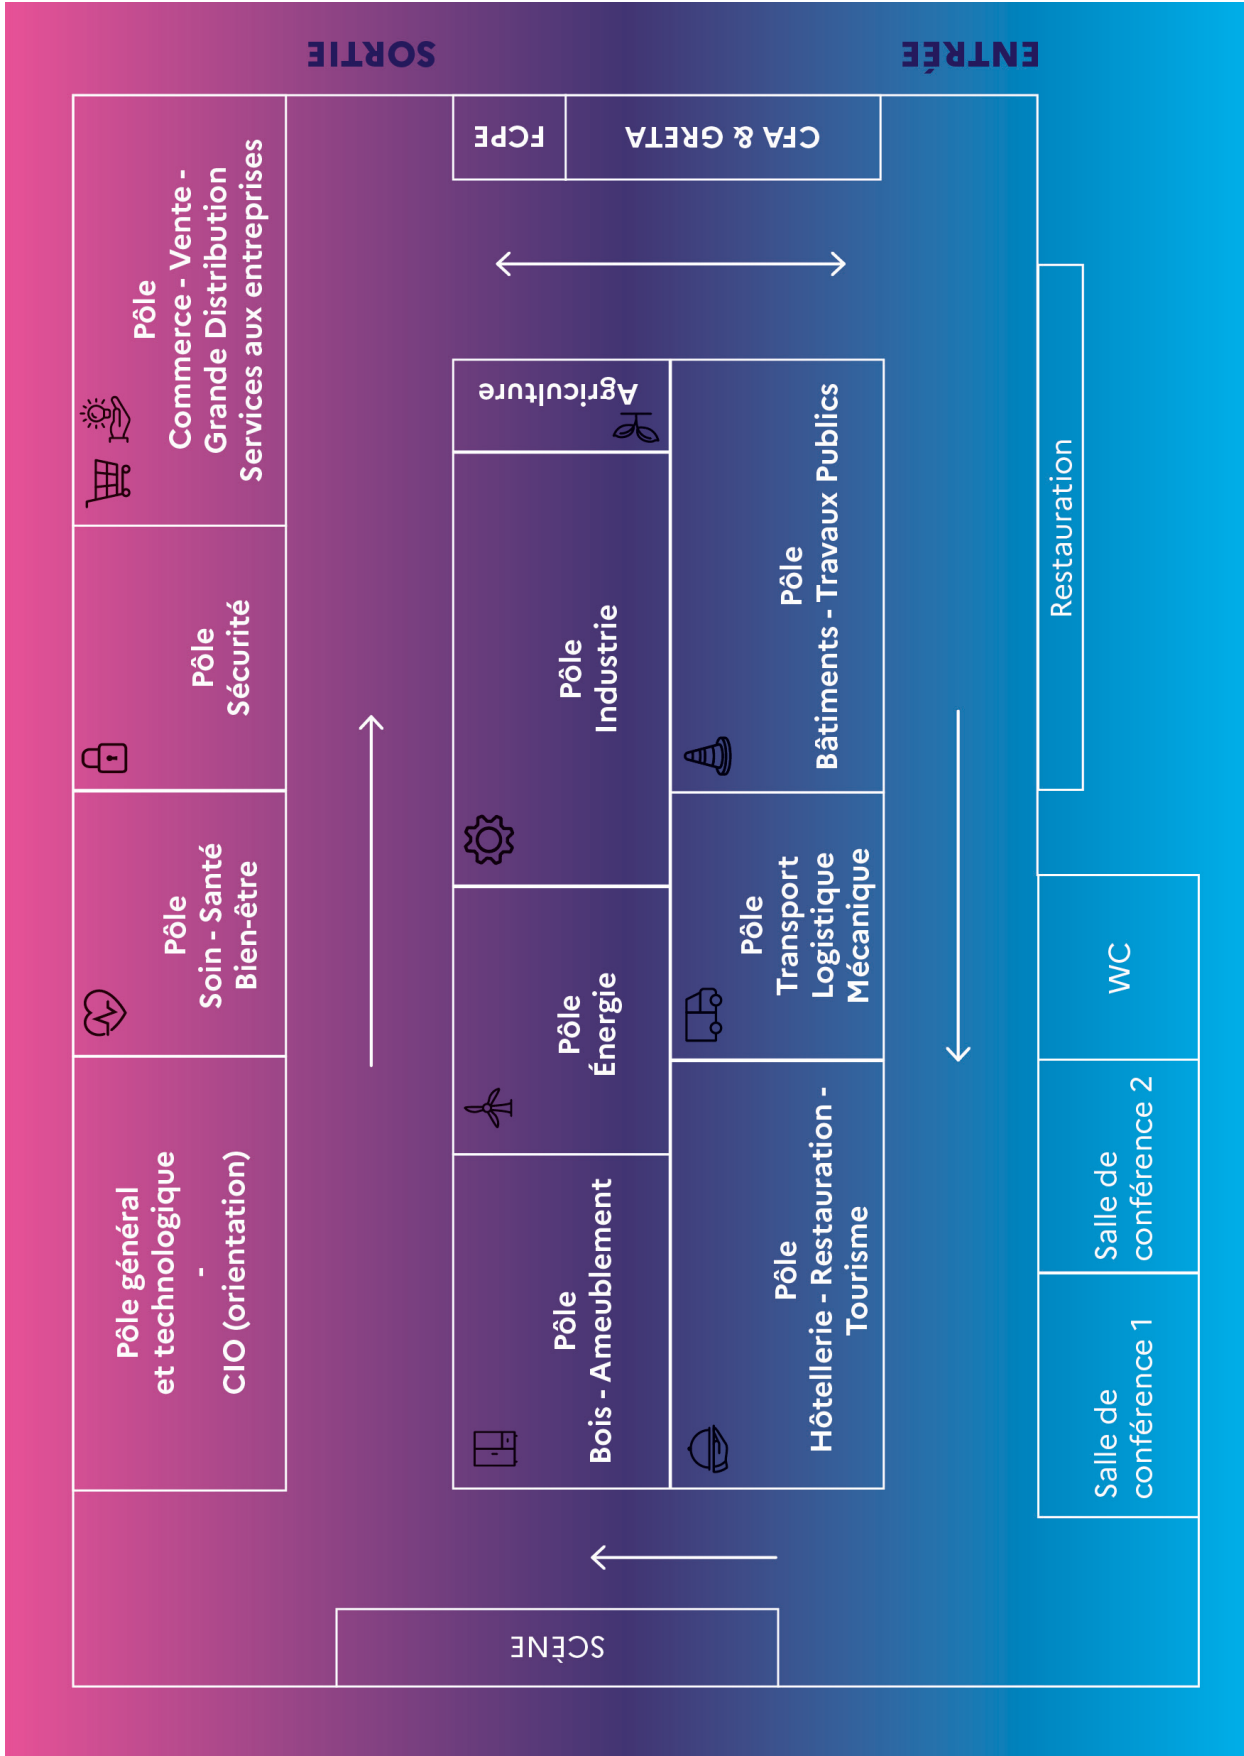 SORTIE
ENTRÉE
FCPE
CFA & GRETA
Pôle
Commerce - Vente -
Grande Distribution
Services aux entreprises
Pôle
Sécurité
Pôle
Soin - Santé
Bien-être
Pôle général
et technologique
-
CIO (orientation)
Agriculture
Pôle
Industrie
Pôle
Énergie
Pôle
Bois - Ameublement
Pôle
Bâtiments - Travaux Publics
Pôle
Transport
Logistique
Mécanique
Pôle
Hôtellerie - Restauration -
Tourisme
Restauration
WC
Salle de
conférence 2
Salle de
conférence 1
SCÈNE